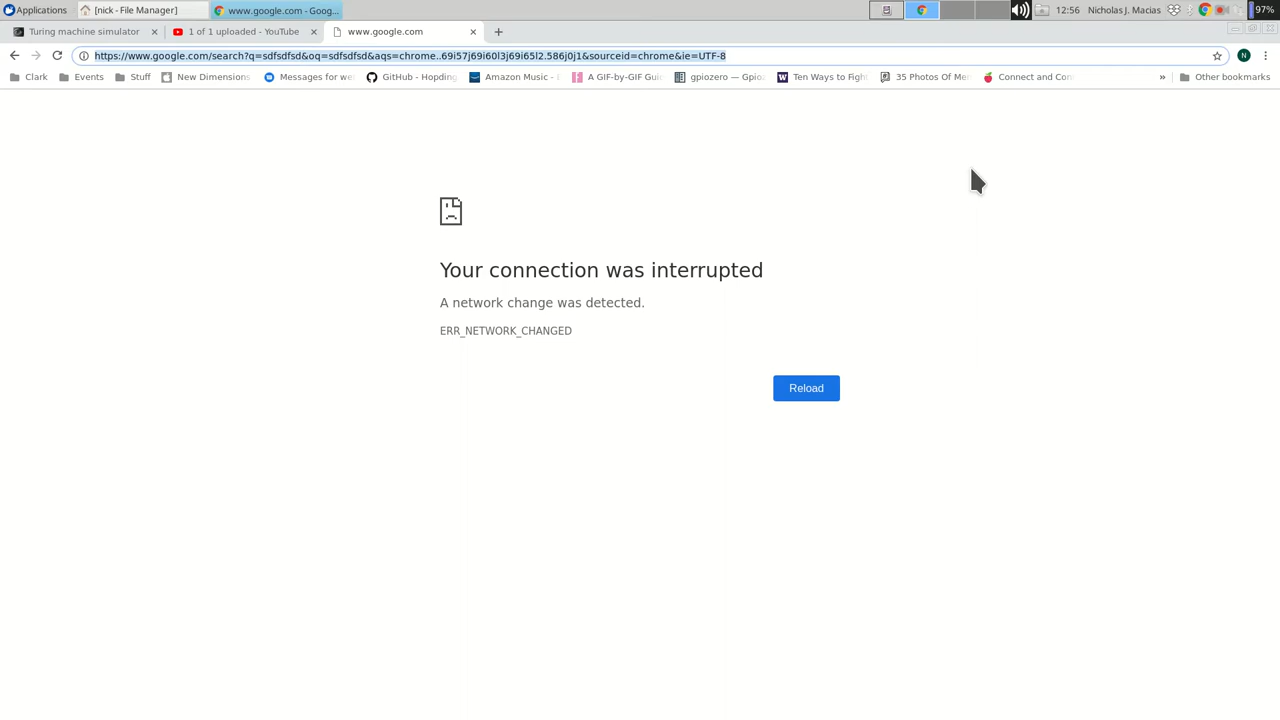 Applications
[nick - File Manager]
www.google.com - Goog...
12:56
Nicholas J. Macias
97%
Turing machine simulator
1 of 1 uploaded - YouTube
www.google.com
https://www.google.com/search?q=sdfsdfsd&oq=sdfsdfsd&aqs=chrome..69i57j69i60l3j69i65l2.586j0j1&sourceid=chrome&ie=UTF-8
N
Clark
Events
Stuff
New Dimensions
Messages for we
GitHub - Hopding
Amazon Music - E
A GIF-by-GIF Gui
gpiozero — Gpio
Ten Ways to Figh
35 Photos Of Me
Connect and Con
»
Other bookmarks
Your connection was interrupted
A network change was detected.
ERR_NETWORK_CHANGED
Reload